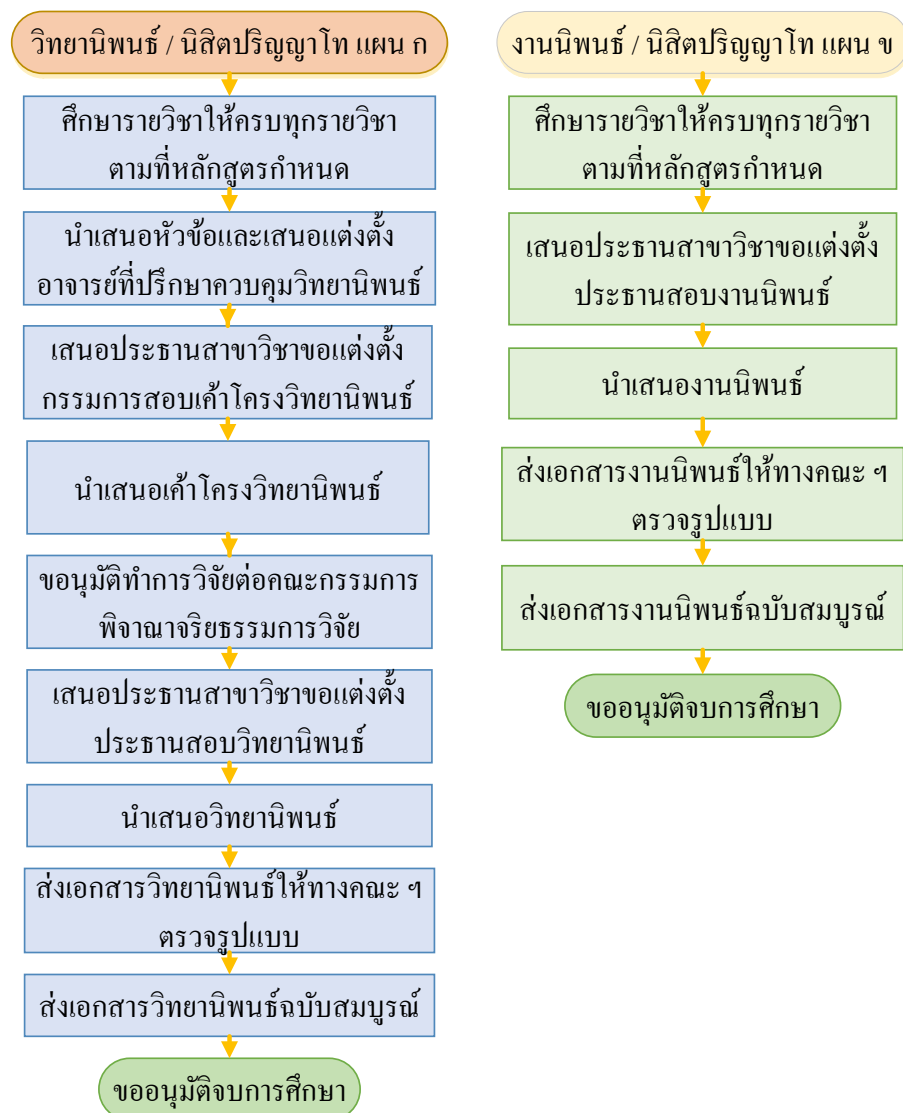 วิทยานิพนธ์ / นิสิตปริญญาโท แผน ก
ศึกษารายวิชาให้ครบทุกรายวิชา
ตามที่หลักสูตรกำหนด
นำเสนอหัวข้อและเสนอแต่งตั้ง
อาจารย์ที่ปรึกษาควบคุมวิทยานิพนธ์
เสนอประธานสาขาวิชาขอแต่งตั้ง
กรรมการสอบเค้าโครงวิทยานิพนธ์
นำเสนอเค้าโครงวิทยานิพนธ์
ขอนุมัติทำการวิจัยต่อคณะกรรมการ
พิจาณาจริยธรรมการวิจัย
เสนอประธานสาขาวิชาขอแต่งตั้ง
ประธานสอบวิทยานิพนธ์
นำเสนอวิทยานิพนธ์
ส่งเอกสารวิทยานิพนธ์ให้ทางคณะ ฯ
ตรวจรูปแบบ
ส่งเอกสารวิทยานิพนธ์ฉบับสมบูรณ์
ขออนุมัติจบการศึกษา
งานนิพนธ์ / นิสิตปริญญาโท แผน ข
ศึกษารายวิชาให้ครบทุกรายวิชา
ตามที่หลักสูตรกำหนด
เสนอประธานสาขาวิชาขอแต่งตั้ง
ประธานสอบงานนิพนธ์
นำเสนองานนิพนธ์
ส่งเอกสารงานนิพนธ์ให้ทางคณะ ฯ
ตรวจรูปแบบ
ส่งเอกสารงานนิพนธ์ฉบับสมบูรณ์
ขออนุมัติจบการศึกษา